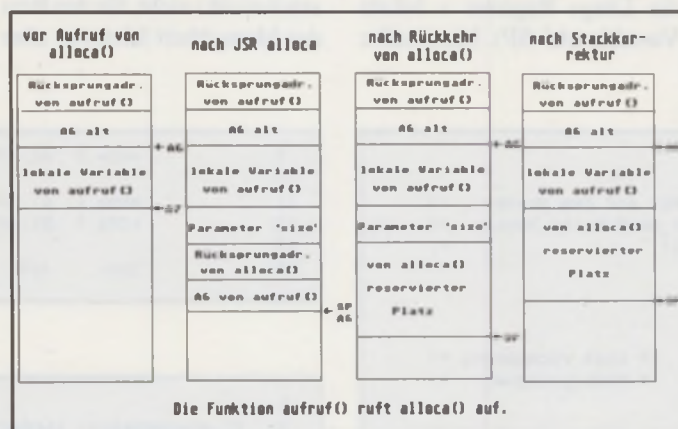 vor Aufruf von
alloca()
Rücksprungadr.
von aufruf()
A6 alt
A6
lokale Variable
von aufruf()
SP
nach JSR alloca
Rücksprungadr.
von aufruf()
A6 alt
lokale Variable
von aufruf()
Parameter 'size'
Rücksprungadr.
von alloca()
A6 von aufruf()
SP
A6
nach Rückkehr
von alloca()
Rücksprungadr.
von aufruf()
A6 alt
A6
lokale Variable
von aufruf()
Parameter 'size'
von alloca()
reservierter
Platz
SP
nach Stackkor-
rektur
Rücksprungadr.
von aufruf()
A6 alt
lokale Variable
von aufruf()
von alloca()
reservierter
Platz
Die Funktion aufruf() ruft alloca() auf.